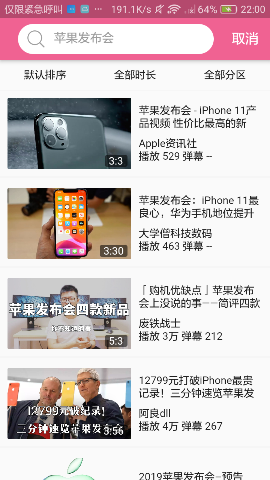 仅限紧急呼叫 191.1K/s 64% 22:00
苹果发布会 取消
默认排序 全部时长 全部分区
苹果发布会 - iPhone 11产
品视频 性价比最高的新
Apple资讯社
播放 529 弹幕 –
3:3
苹果发布会：iPhone 11最
良心，华为手机地位提升
大学僧科技数码
播放 463 弹幕 –
3:30
「购机优缺点」苹果发布
会上没说的事——简评四款
废铁战士
播放 3万 弹幕 212
苹果发布会四款新品
5:3
12799元打破iPhone最贵
记录！三分钟速览苹果发
阿良dll
播放 4万 弹幕 267
12799元破纪录！
三分钟速览苹果发布会
3:56
2019苹果发布会–预告